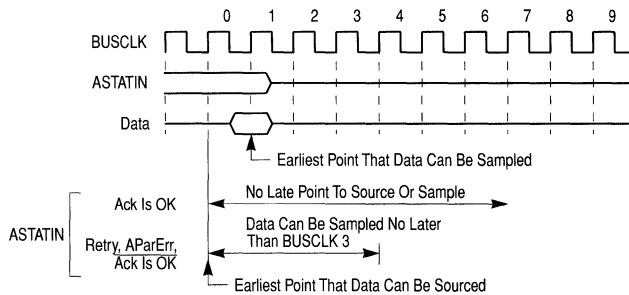 0 1 2 3 4 5 6 7 8 9
BUSCLK
ASTATIN
Data
Earliest Point That Data Can Be Sampled
Ack Is OK
No Late Point To Source Or Sample
ASTATIN
Retry, AParErr,
Ack Is OK
Data Can Be Sampled No Later
Than BUSCLK 3
Earliest Point That Data Can Be Sourced